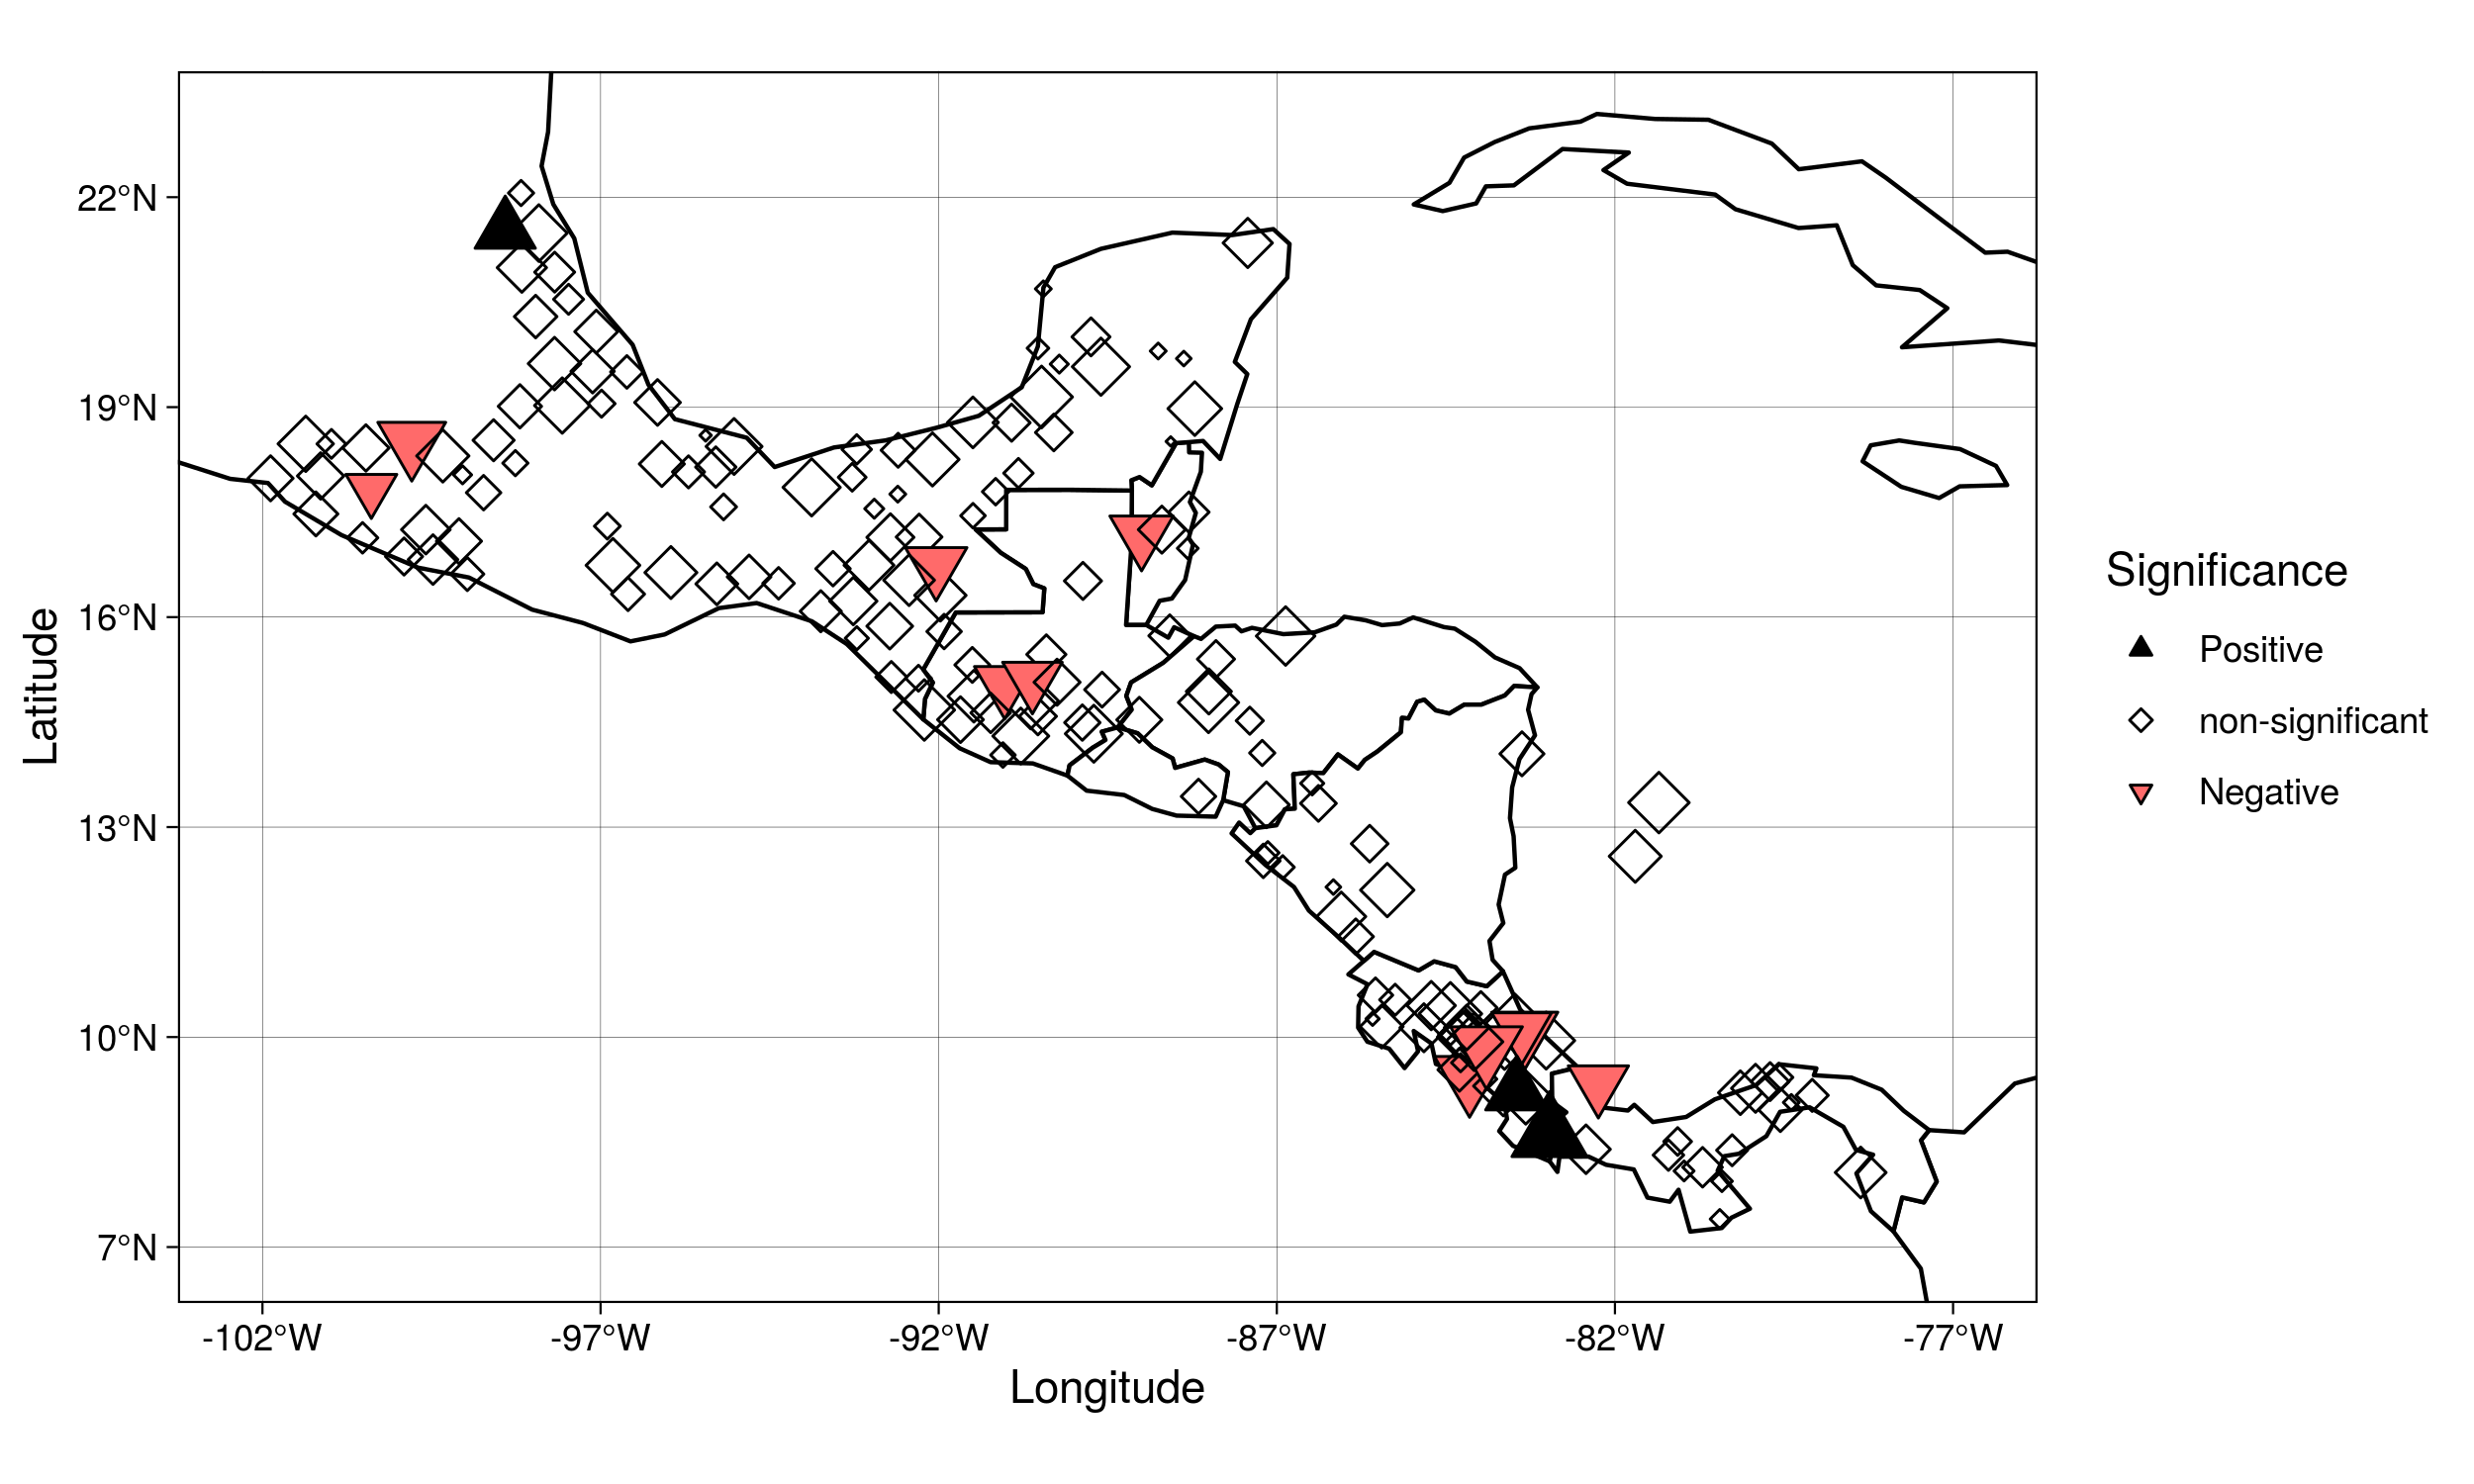 22°N
19°N
16°N
13°N
10°N
7°N
Latitude
-102°W
-97°W
-92°W
-87°W
-82°W
-77°W
Longitude
Significance
Positive
non-significant
Negative